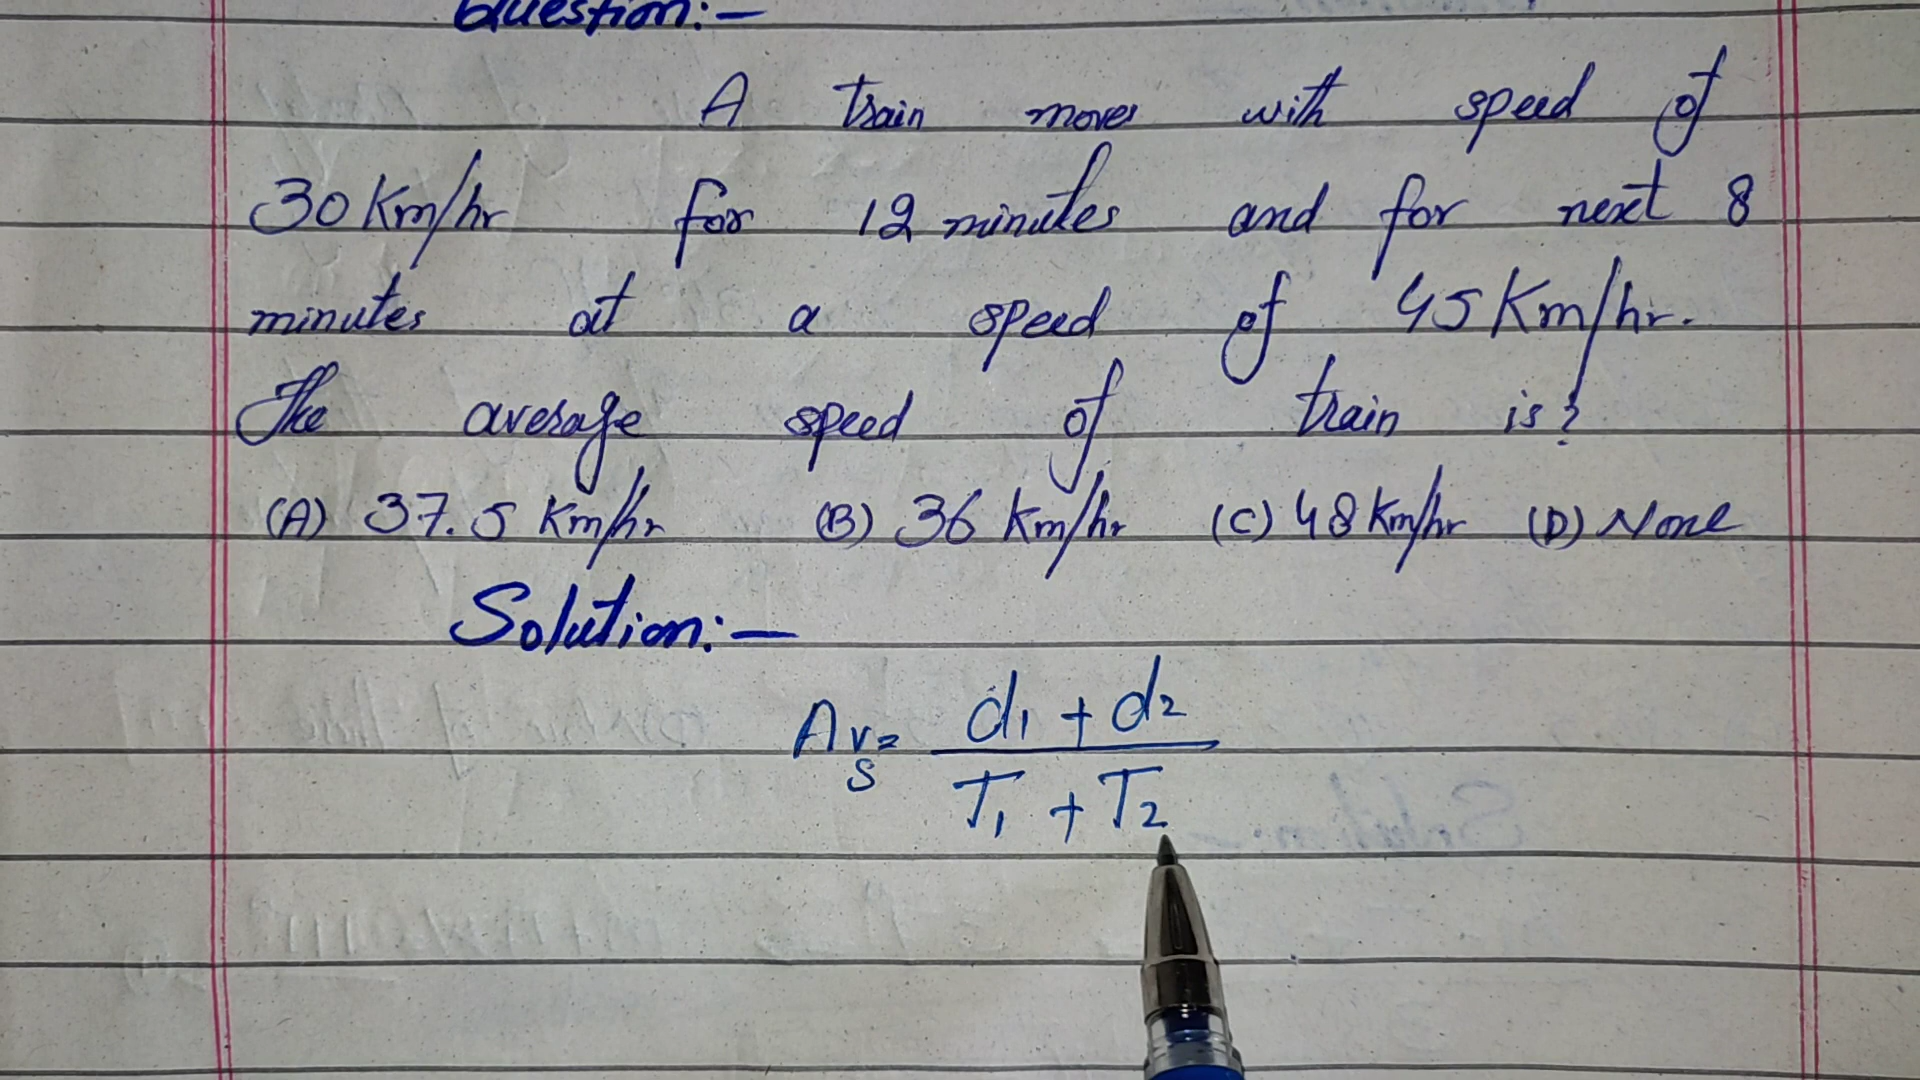 Question:-
A train moves with speed of
30 Km/hr for 12 minutes and for next 8
minutes at a speed of 45 Km/hr.
The average speed of train is?
(A) 37.5 Km/hr (B) 36 Km/hr (C) 48 Km/hr (D) None
Solution:-
Av s = d1 + d2
T1 + T2